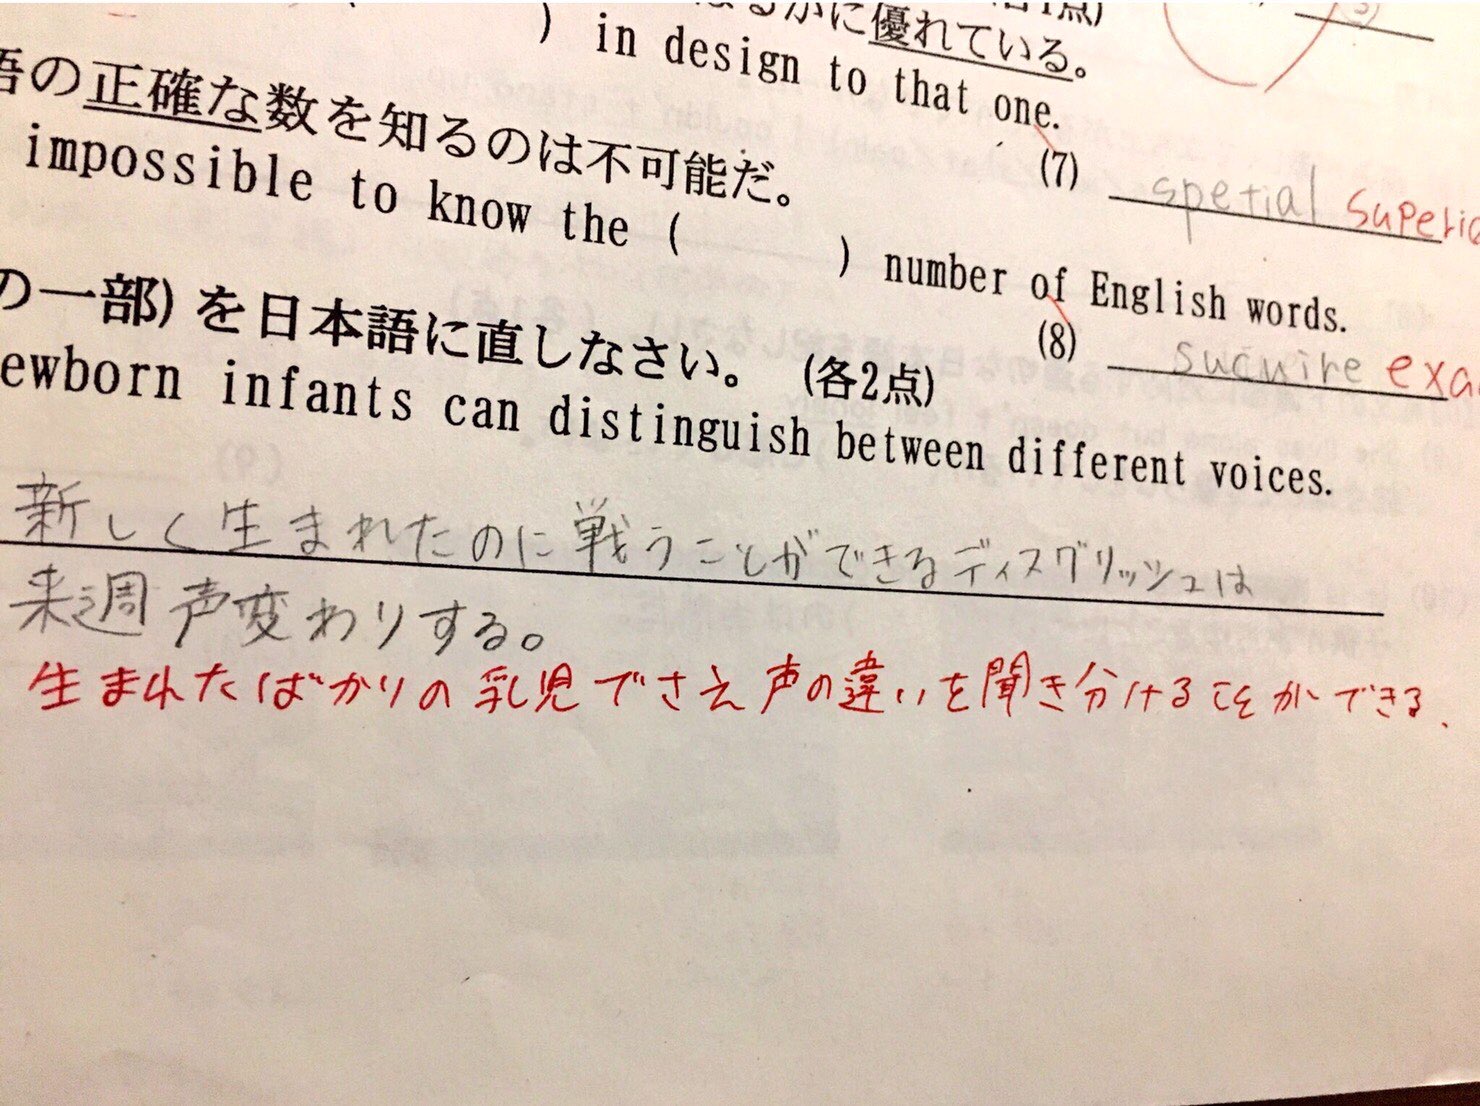 はるかに優れている。
) in design to that one.
(7) spetial superio
語の正確な数を知るのは不可能だ。
impossible to know the ( ) number of English words.
(8) sucuire exa
の一部) を日本語に直しなさい。 (各2点)
ewborn infants can distinguish between different voices.
新しく生まれたのに戦うことができるディスグリッシュは
来週声変わりする。
生まれたばかりの乳児でさえ声の違いを聞き分けることができる.